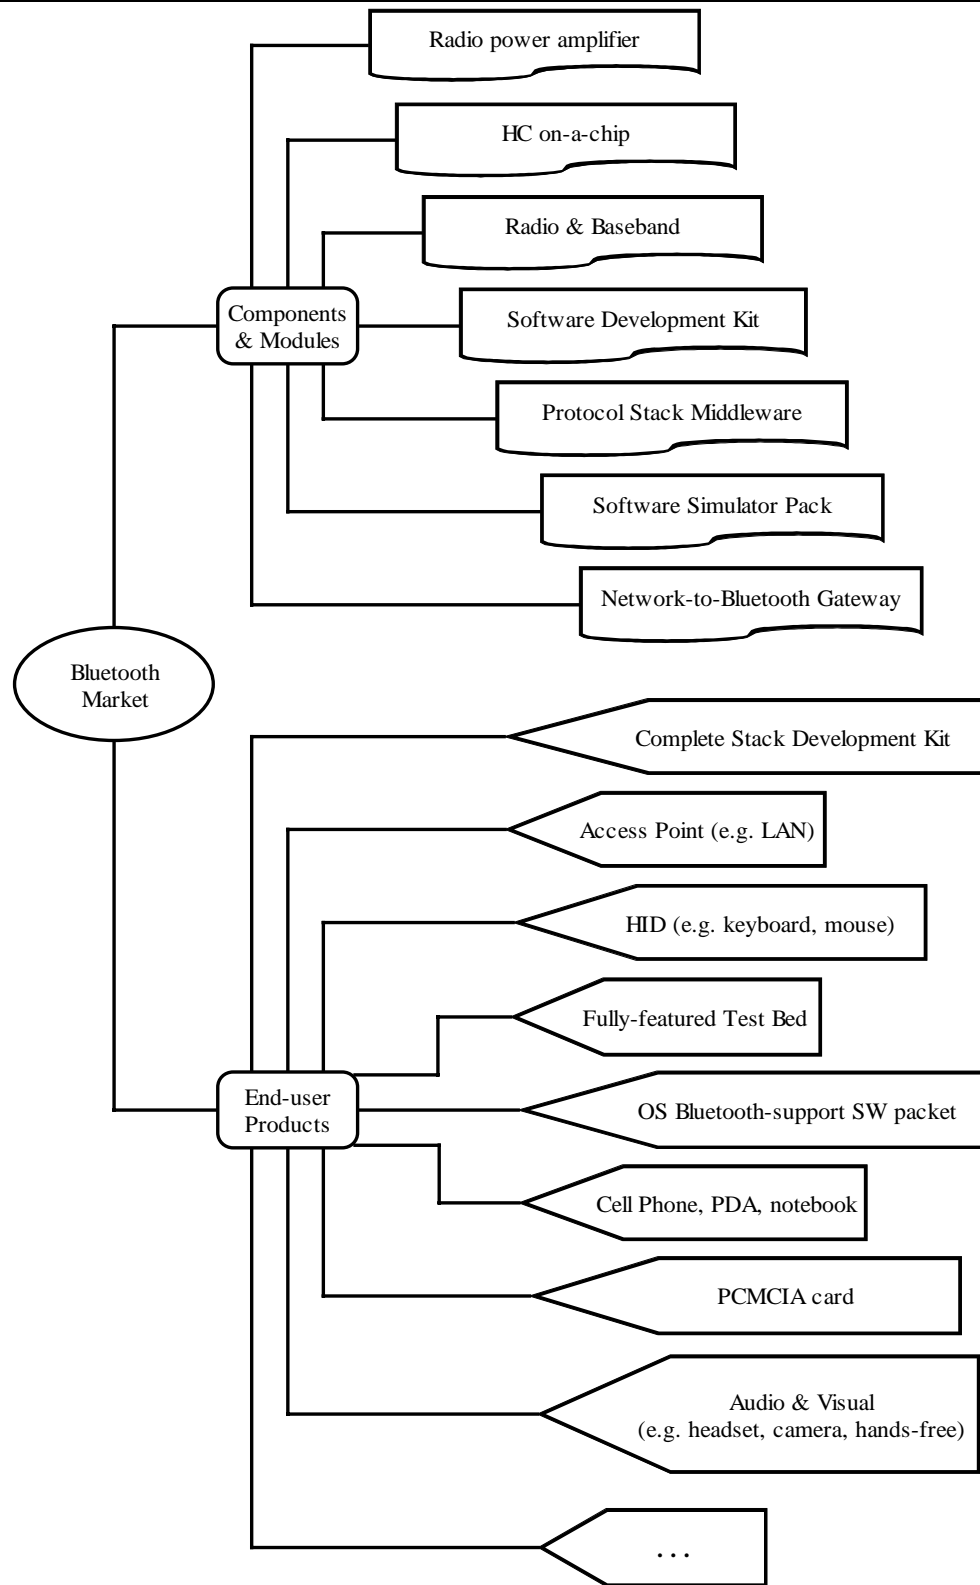 Radio power amplifier
HC on-a-chip
Radio & Baseband
Components
& Modules
Software Development Kit
Protocol Stack Middleware
Software Simulator Pack
Network-to-Bluetooth Gateway
Bluetooth
Market
Complete Stack Development Kit
Access Point (e.g. LAN)
HID (e.g. keyboard, mouse)
Fully-featured Test Bed
End-user
Products
OS Bluetooth-support SW packet
Cell Phone, PDA, notebook
PCMCIA card
Audio & Visual
(e.g. headset, camera, hands-free)
...